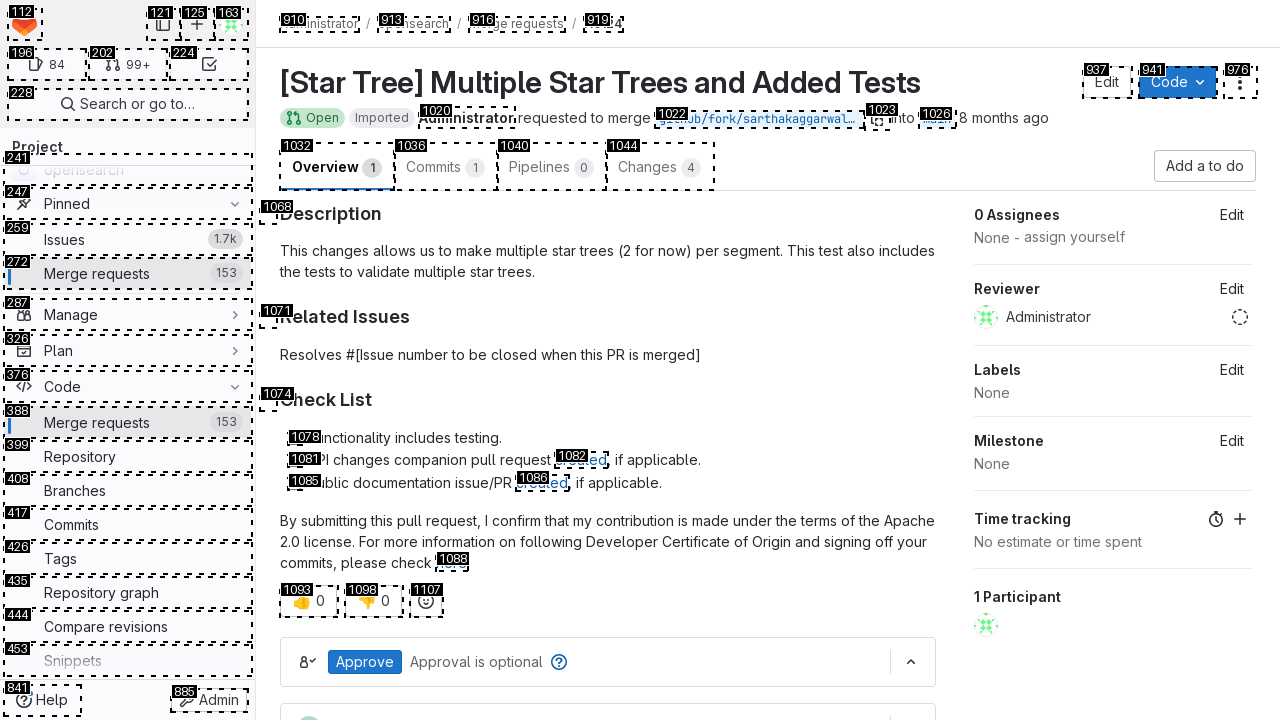 112
121
125
163
196 84
202 99+
224
228 Search or go to…
Project
241 opensearch
247 Pinned
259 Issues 1.7k
272 Merge requests 153
287 Manage
326 Plan
376 Code
388 Merge requests 153
399 Repository
408 Branches
417 Commits
426 Tags
435 Repository graph
444 Compare revisions
453 Snippets
841 Help
885 Admin
910 / 913 / 916 merge requests / 919
[Star Tree] Multiple Star Trees and Added Tests
937 Edit
941 Code
976
Open Imported 1020 Administrator requested to merge 1022 github/fork/sarthakaggarwal… 1023 into 1026 main 8 months ago
1032 Overview 1
1036 Commits 1
1040 Pipelines 0
1044 Changes 4
Add a to do
1068 Description
This changes allows us to make multiple star trees (2 for now) per segment. This test also includes
the tests to validate multiple star trees.
1071 Related Issues
Resolves #[Issue number to be closed when this PR is merged]
1074 Check List
1078 Functionality includes testing.
1081 API changes companion pull request 1082 created, if applicable.
1085 Public documentation issue/PR 1086 created, if applicable.
By submitting this pull request, I confirm that my contribution is made under the terms of the Apache
2.0 license. For more information on following Developer Certificate of Origin and signing off your
commits, please check 1088
1093 0
1098 0
1107
Approve Approval is optional
0 Assignees Edit
None - assign yourself
Reviewer Edit
Administrator
Labels Edit
None
Milestone Edit
None
Time tracking
No estimate or time spent
1 Participant